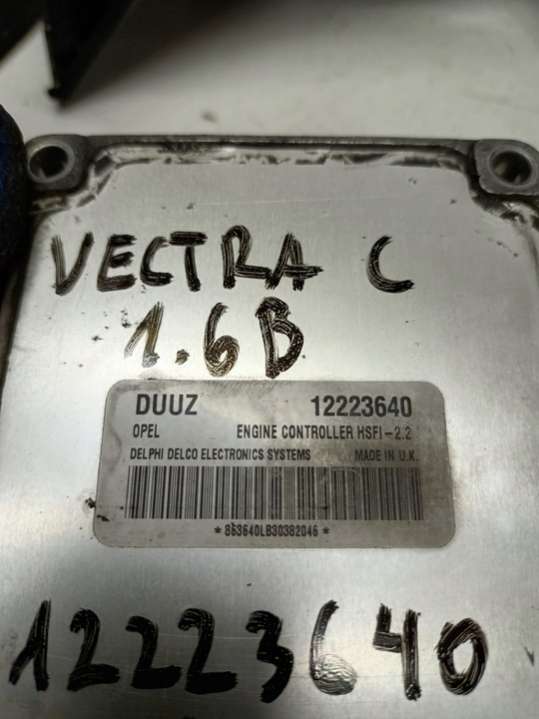 VECTRA C
1.6B
DUUZ 12223640
OPEL ENGINE CONTROLLER HSFI-2.2
DELPHI DELCO ELECTRONICS SYSTEMS MADE IN U.K.
*863640LB30382046*
12223640